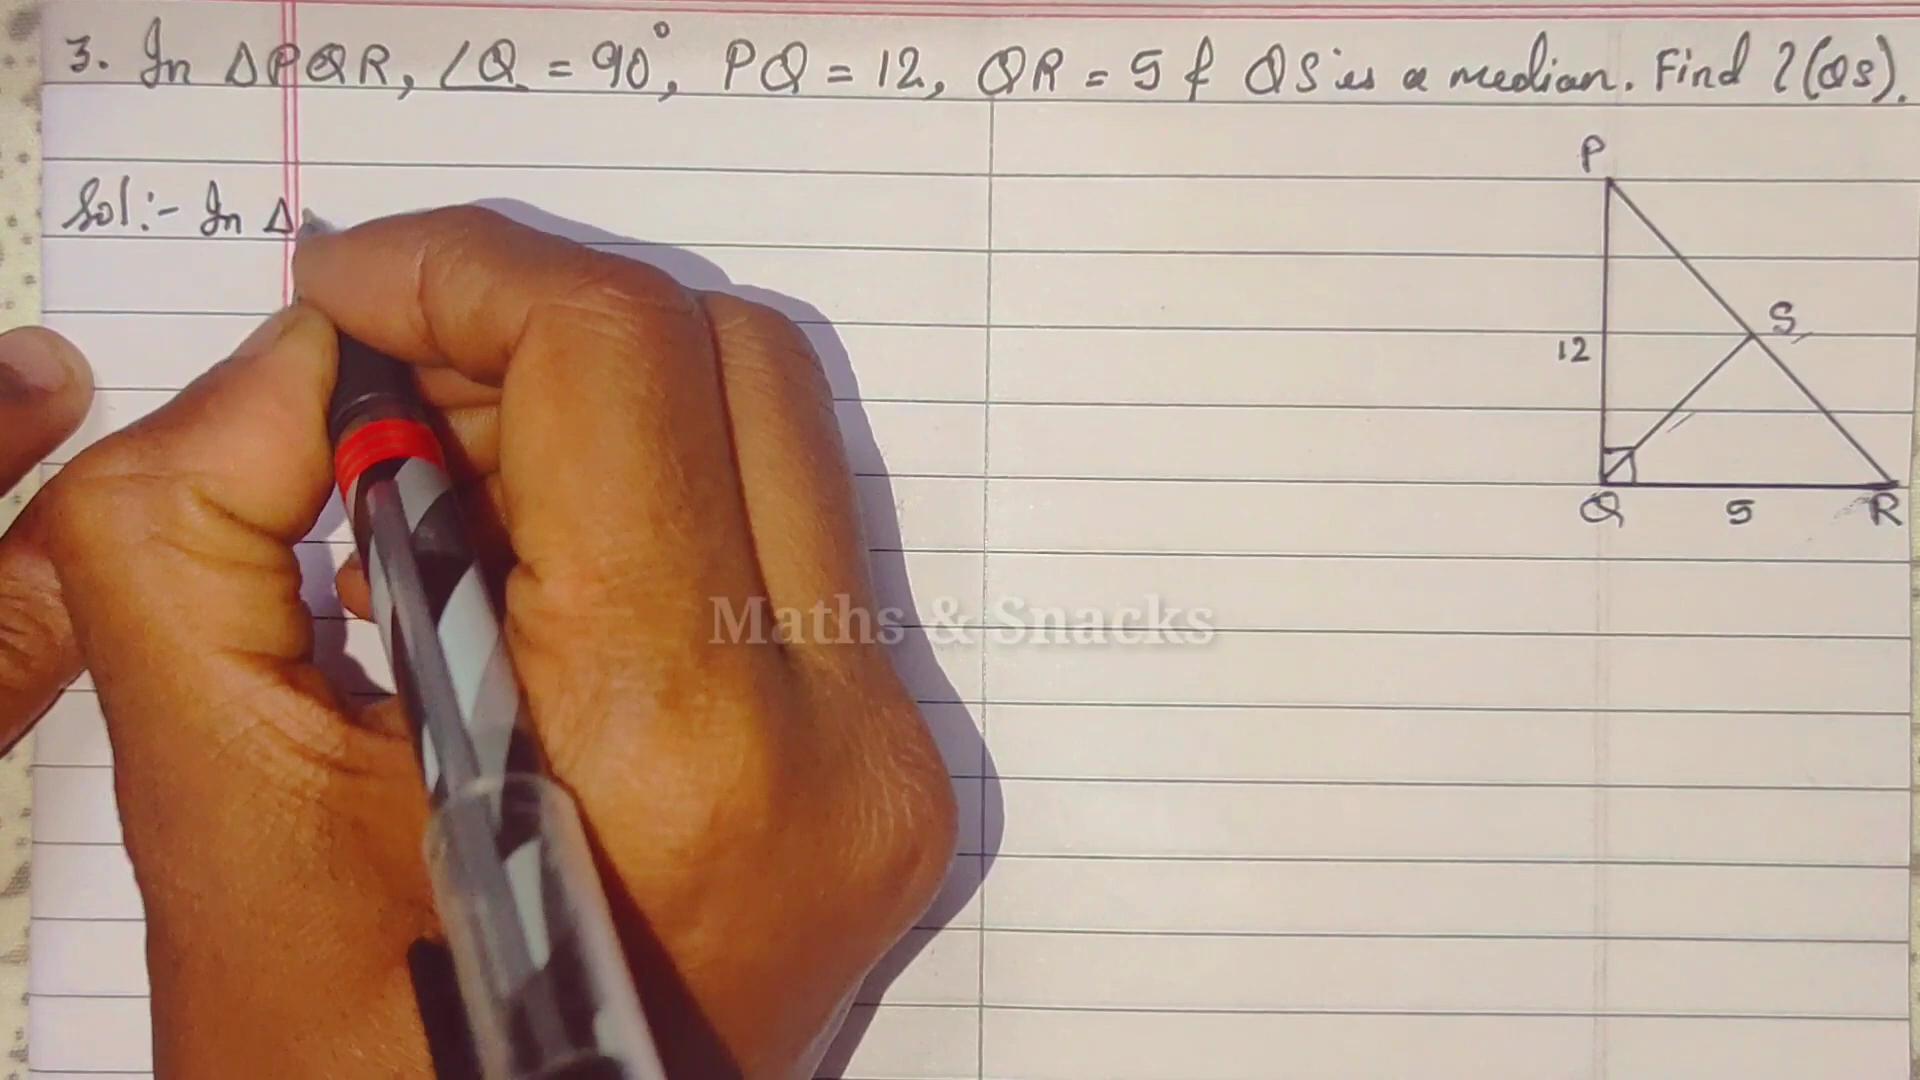 3. In ΔPQR, ∠Q = 90°, PQ = 12, QR = 5 & QS is a median. Find l(QS).
Sol:- In Δ
P
S
12
Q 5 R
Maths & Snacks